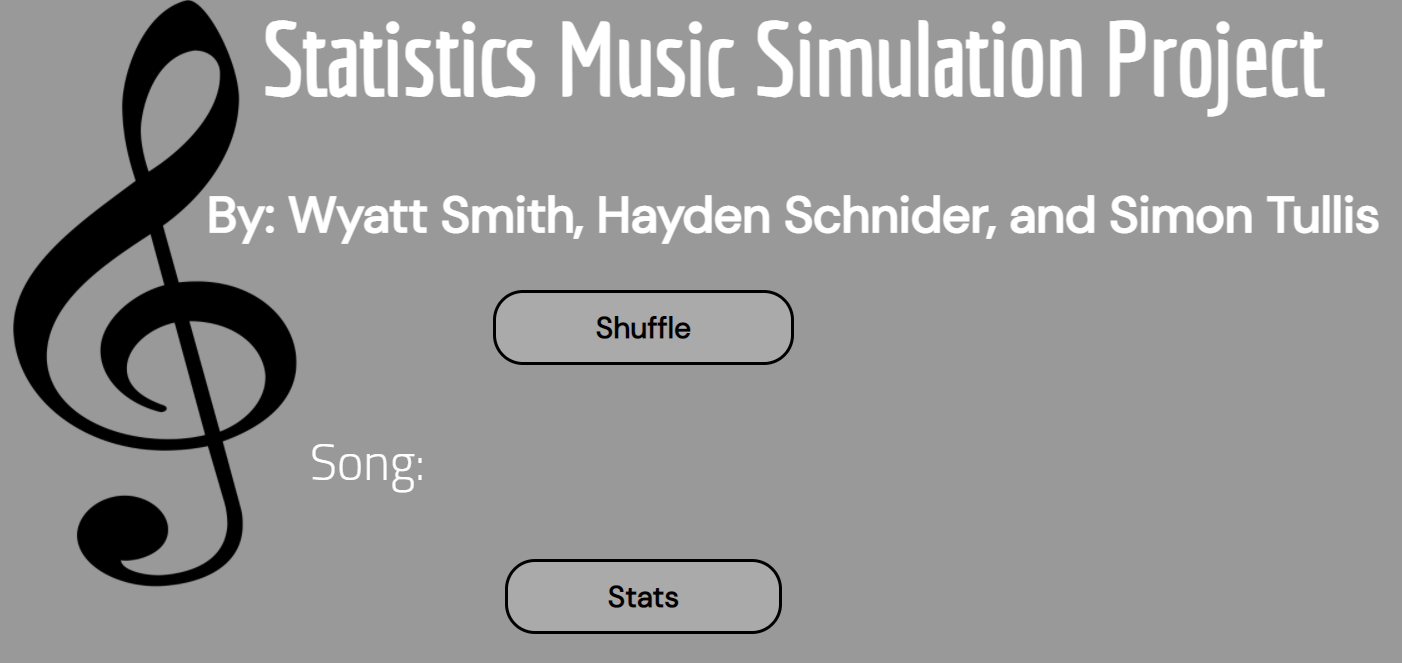 Statistics Music Simulation Project
By: Wyatt Smith, Hayden Schnider, and Simon Tullis
Shuffle
Song:
Stats